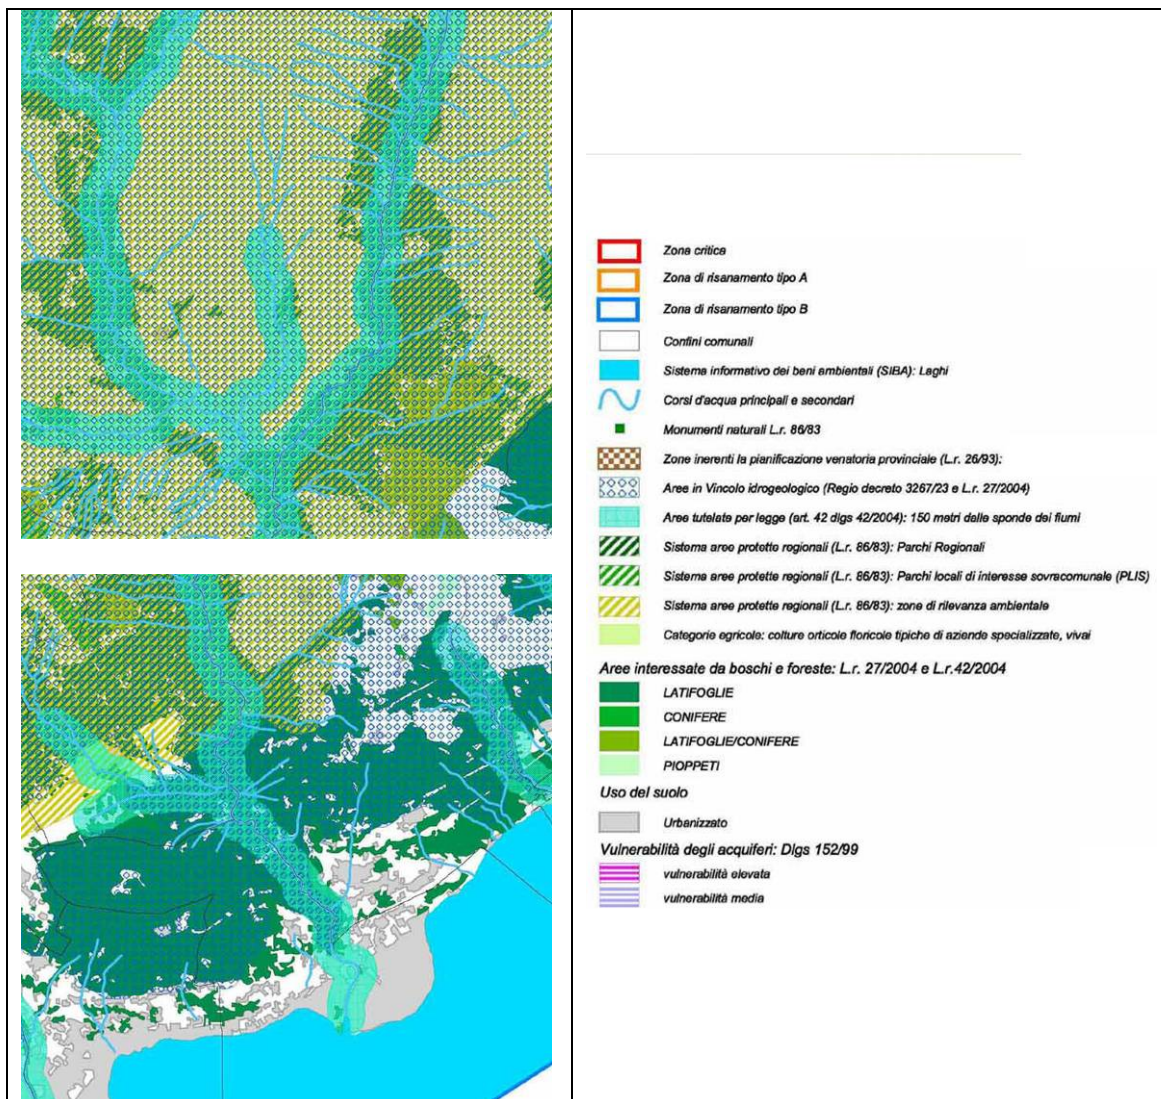 Zona critica
Zona di risanamento tipo A
Zona di risanamento tipo B
Confini comunali
Sistema informativo dei beni ambientali (SIBA): Laghi
Corsi d'acqua principali e secondari
Monumenti naturali L.r. 86/83
Zone inerenti la pianificazione venatoria provinciale (L.r. 26/93):
Aree in Vincolo idrogeologico (Regio decreto 3267/23 e L.r. 27/2004)
Aree tutelate per legge (art. 42 dlgs 42/2004): 150 metri dalle sponde dei fiumi
Sistema aree protette regionali (L.r. 86/83): Parchi Regionali
Sistema aree protette regionali (L.r. 86/83): Parchi locali di interesse sovracomunale (PLIS)
Sistema aree protette regionali (L.r. 86/83): zone di rilevanza ambientale
Categorie egricole: colture orticole floricole tipiche di aziende specializzate, vivai
Aree interessate da boschi e foreste: L.r. 27/2004 e L.r.42/2004
LATIFOGLIE
CONIFERE
LATIFOGLIE/CONIFERE
PIOPPETI
Uso del suolo
Urbanizzato
Vulnerabilità degli acquiferi: Dlgs 152/99
vulnerabilità elevata
vulnerabilità media